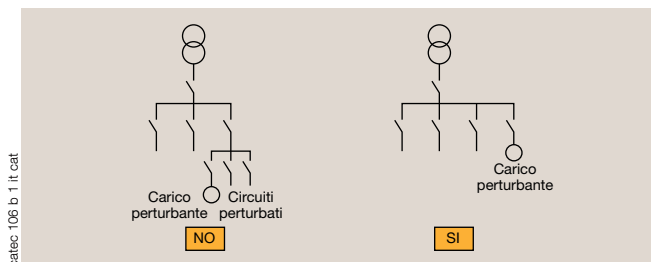 catec 106 b 1 it cat
Carico
perturbante
Circuiti
perturbati
NO
Carico
perturbante
SI